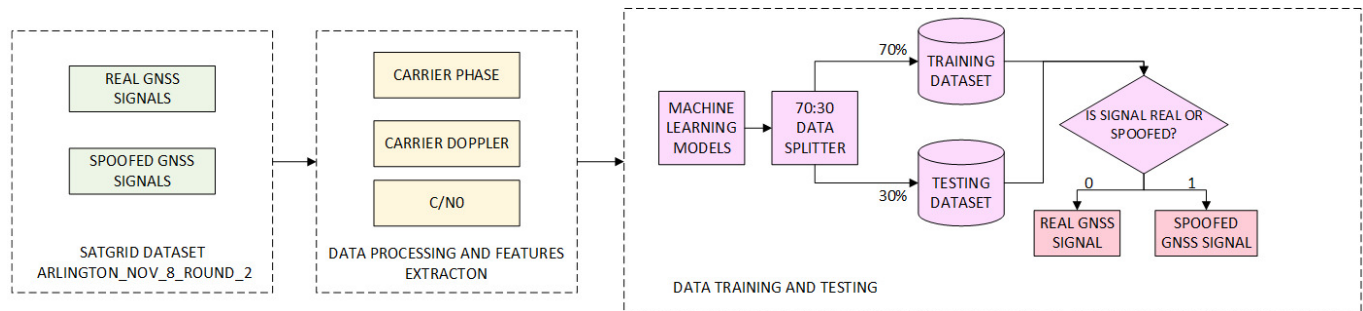 REAL GNSS
SIGNALS
SPOOFED GNSS
SIGNALS
SATGRID DATASET
ARLINGTON_NOV_8_ROUND_2
CARRIER PHASE
CARRIER DOPPLER
C/N0
DATA PROCESSING AND FEATURES
EXTRACTON
MACHINE
LEARNING
MODELS
70:30
DATA
SPLITTER
70%
30%
TRAINING
DATASET
TESTING
DATASET
IS SIGNAL REAL OR
SPOOFED?
0
1
REAL GNSS
SIGNAL
SPOOFED
GNSS SIGNAL
DATA TRAINING AND TESTING